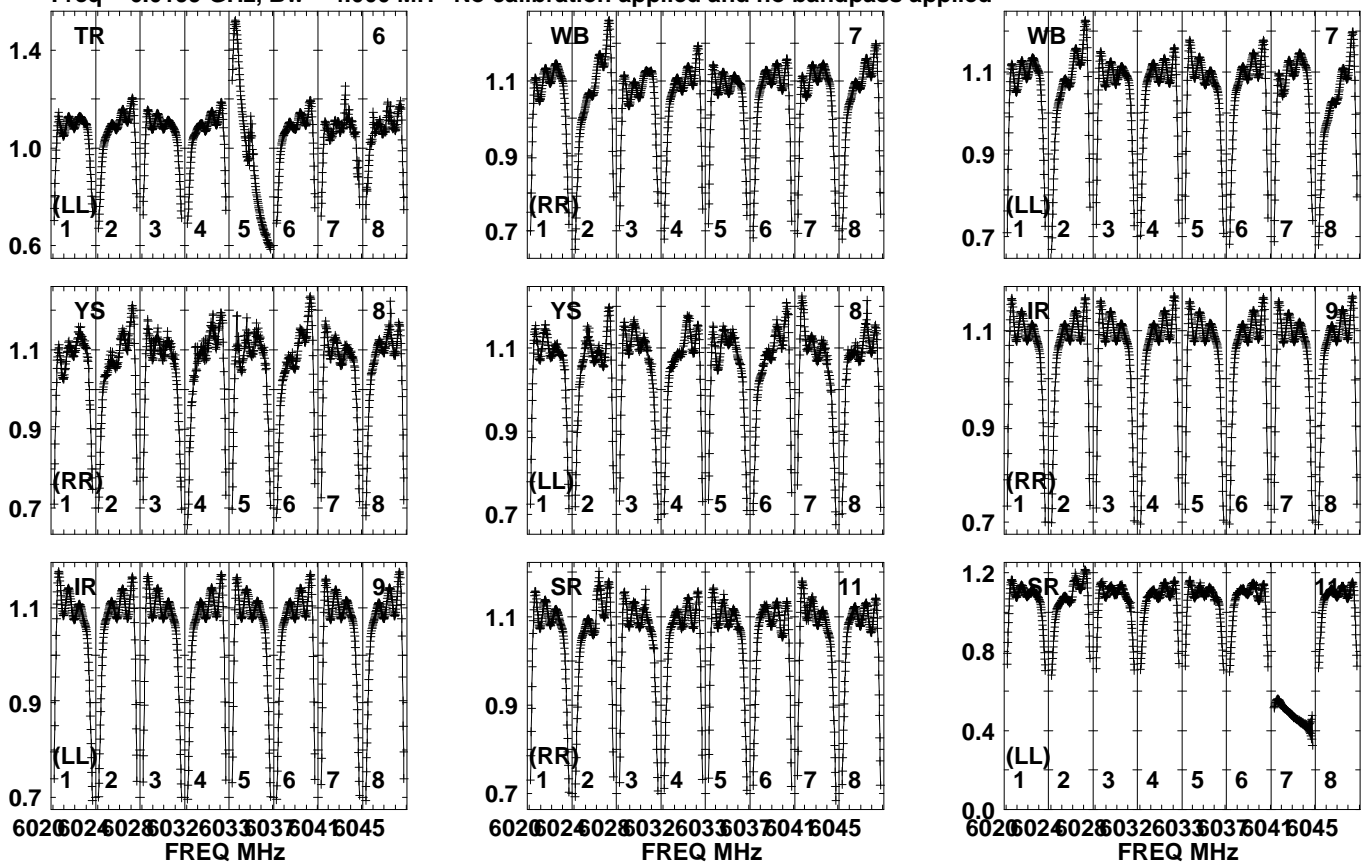 Freq GHz, No calibration applied and no bandpass applied
TR 6
1.4
1.0
0.6
(LL)
1 2 3 4 5 6 7 8
WB 7
1.1
0.9
0.7
(RR)
1 2 3 4 5 6 7 8
WB 7
1.1
0.9
0.7
(LL)
1 2 3 4 5 6 7 8
YS 8
1.1
0.9
0.7
(RR)
1 2 3 4 5 6 7 8
YS 8
1.1
0.9
0.7
(LL)
1 2 3 4 5 6 7 8
IR 9
1.1
0.9
0.7
(RR)
1 2 3 4 5 6 7 8
IR 9
1.1
0.9
0.7
(LL)
1 2 3 4 5 6 7 8
6020 6024 6028 6032 6033 6037 6041 6045
FREQ MHz
SR 11
1.1
0.9
0.7
(RR)
1 2 3 4 5 6 7 8
6020 6024 6028 6032 6033 6037 6041 6045
FREQ MHz
SR 11
1.2
0.8
0.4
0.0
(LL)
1 2 3 4 5 6 7 8
6020 6024 6028 6032 6033 6037 6041 6045
FREQ MHz